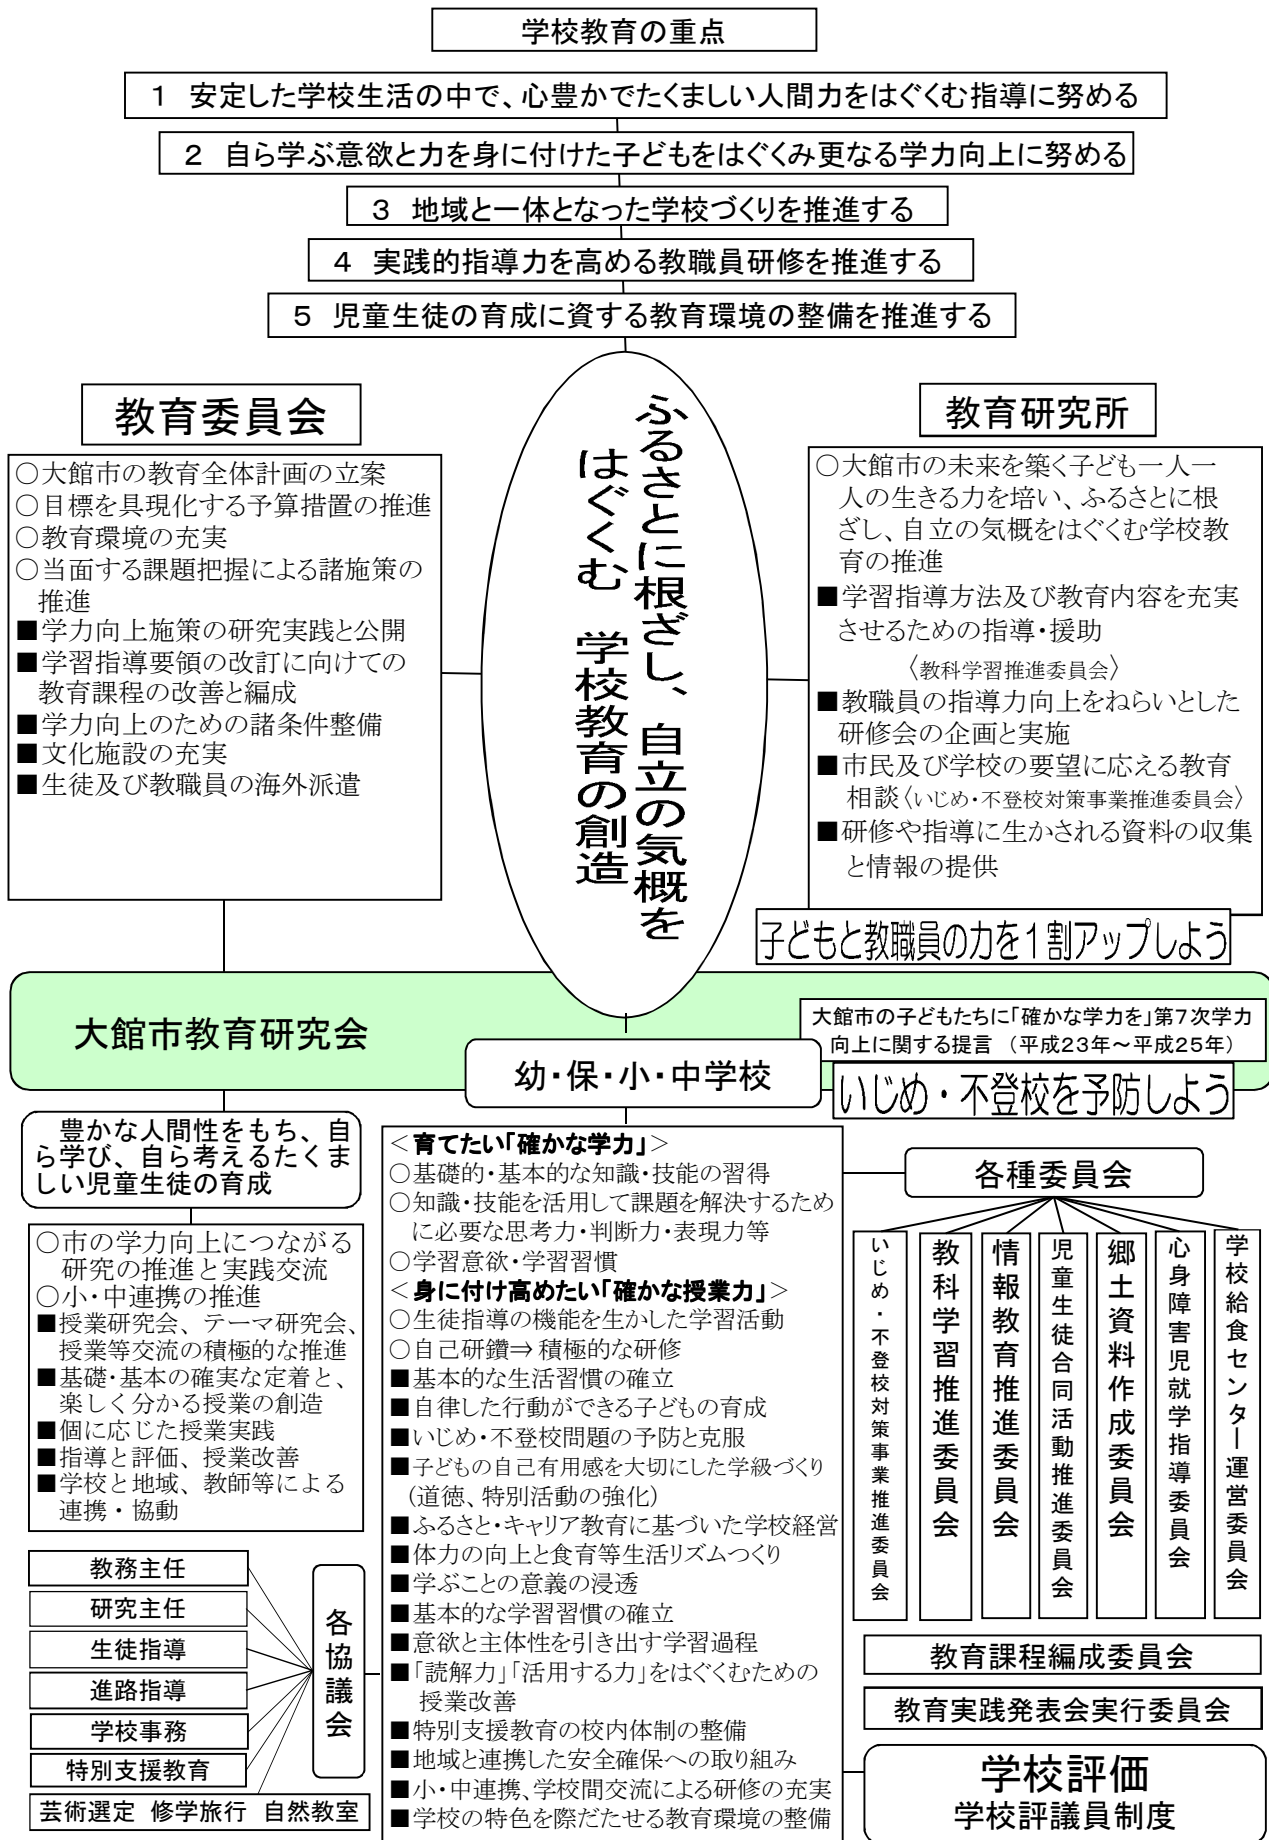 学校教育の重点
1 安定した学校生活の中で、心豊かでたくましい人間力をはぐくむ指導に努める
2 自ら学ぶ意欲と力を身に付けた子どもをはぐくみ更なる学力向上に努める
3 地域と一体となった学校づくりを推進する
4 実践的指導力を高める教職員研修を推進する
5 児童生徒の育成に資する教育環境の整備を推進する
ふるさとに根ざし、自立の気概を
はぐくむ 学校教育の創造
教育委員会
○大館市の教育全体計画の立案
○目標を具現化する予算措置の推進
○教育環境の充実
○当面する課題把握による諸施策の
推進
■学力向上施策の研究実践と公開
■学習指導要領の改訂に向けての
教育課程の改善と編成
■学力向上のための諸条件整備
■文化施設の充実
■生徒及び教職員の海外派遣
教育研究所
○大館市の未来を築く子ども一人一
人の生きる力を培い、ふるさとに根
ざし、自立の気概をはぐくむ学校教
育の推進
■学習指導方法及び教育内容を充実
させるための指導・援助
〈教科学習推進委員会〉
■教職員の指導力向上をねらいとした
研修会の企画と実施
■市民及び学校の要望に応える教育
相談〈いじめ・不登校対策事業推進委員会〉
■研修や指導に生かされる資料の収集
と情報の提供
子どもと教職員の力を1割アップしよう
大館市教育研究会
大館市の子どもたちに「確かな学力を」第7次学力
向上に関する提言 （平成23年～平成25年）
幼・保・小・中学校
いじめ・不登校を予防しよう
豊かな人間性をもち、自
ら学び、自ら考えるたくま
しい児童生徒の育成
○市の学力向上につながる
研究の推進と実践交流
○小・中連携の推進
■授業研究会、テーマ研究会、
授業等交流の積極的な推進
■基礎・基本の確実な定着と、
楽しく分かる授業の創造
■個に応じた授業実践
■指導と評価、授業改善
■学校と地域、教師等による
連携・協動
教務主任
研究主任
生徒指導
進路指導
学校事務
特別支援教育
芸術選定 修学旅行 自然教室
各協議会
＜育てたい「確かな学力」＞
○基礎的・基本的な知識・技能の習得
○知識・技能を活用して課題を解決するため
に必要な思考力・判断力・表現力等
○学習意欲・学習習慣
＜身に付け高めたい「確かな授業力」＞
○生徒指導の機能を生かした学習活動
○自己研鑽⇒積極的な研修
■基本的な生活習慣の確立
■自律した行動ができる子どもの育成
■いじめ・不登校問題の予防と克服
■子どもの自己有用感を大切にした学級づくり
(道徳、特別活動の強化)
■ふるさと・キャリア教育に基づいた学校経営
■体力の向上と食育等生活リズムつくり
■学ぶことの意義の浸透
■基本的な学習習慣の確立
■意欲と主体性を引き出す学習過程
■「読解力」「活用する力」をはぐくむための
授業改善
■特別支援教育の校内体制の整備
■地域と連携した安全確保への取り組み
■小・中連携、学校間交流による研修の充実
■学校の特色を際だたせる教育環境の整備
各種委員会
いじめ・不登校対策事業推進委員会
教科学習推進委員会
情報教育推進委員会
児童生徒合同活動推進委員会
郷土資料作成委員会
心身障害児就学指導委員会
学校給食センター運営委員会
教育課程編成委員会
教育実践発表会実行委員会
学校評価
学校評議員制度